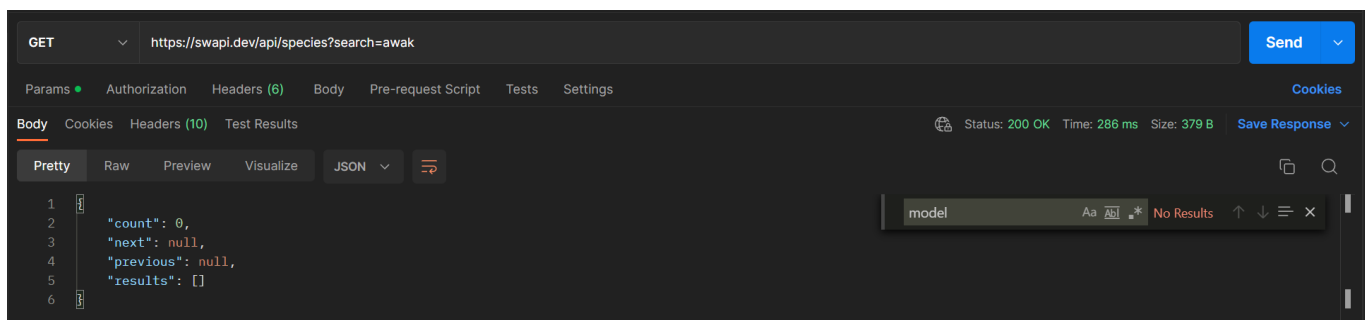 GET https://swapi.dev/api/species?search=awak Send
Params Authorization Headers (6) Body Pre-request Script Tests Settings Cookies
Body Cookies Headers (10) Test Results Status: 200 OK Time: 286 ms Size: 379 B Save Response
Pretty Raw Preview Visualize JSON
model Aa Abl .* No Results
1 {
2 "count": 0,
3 "next": null,
4 "previous": null,
5 "results": []
6 }